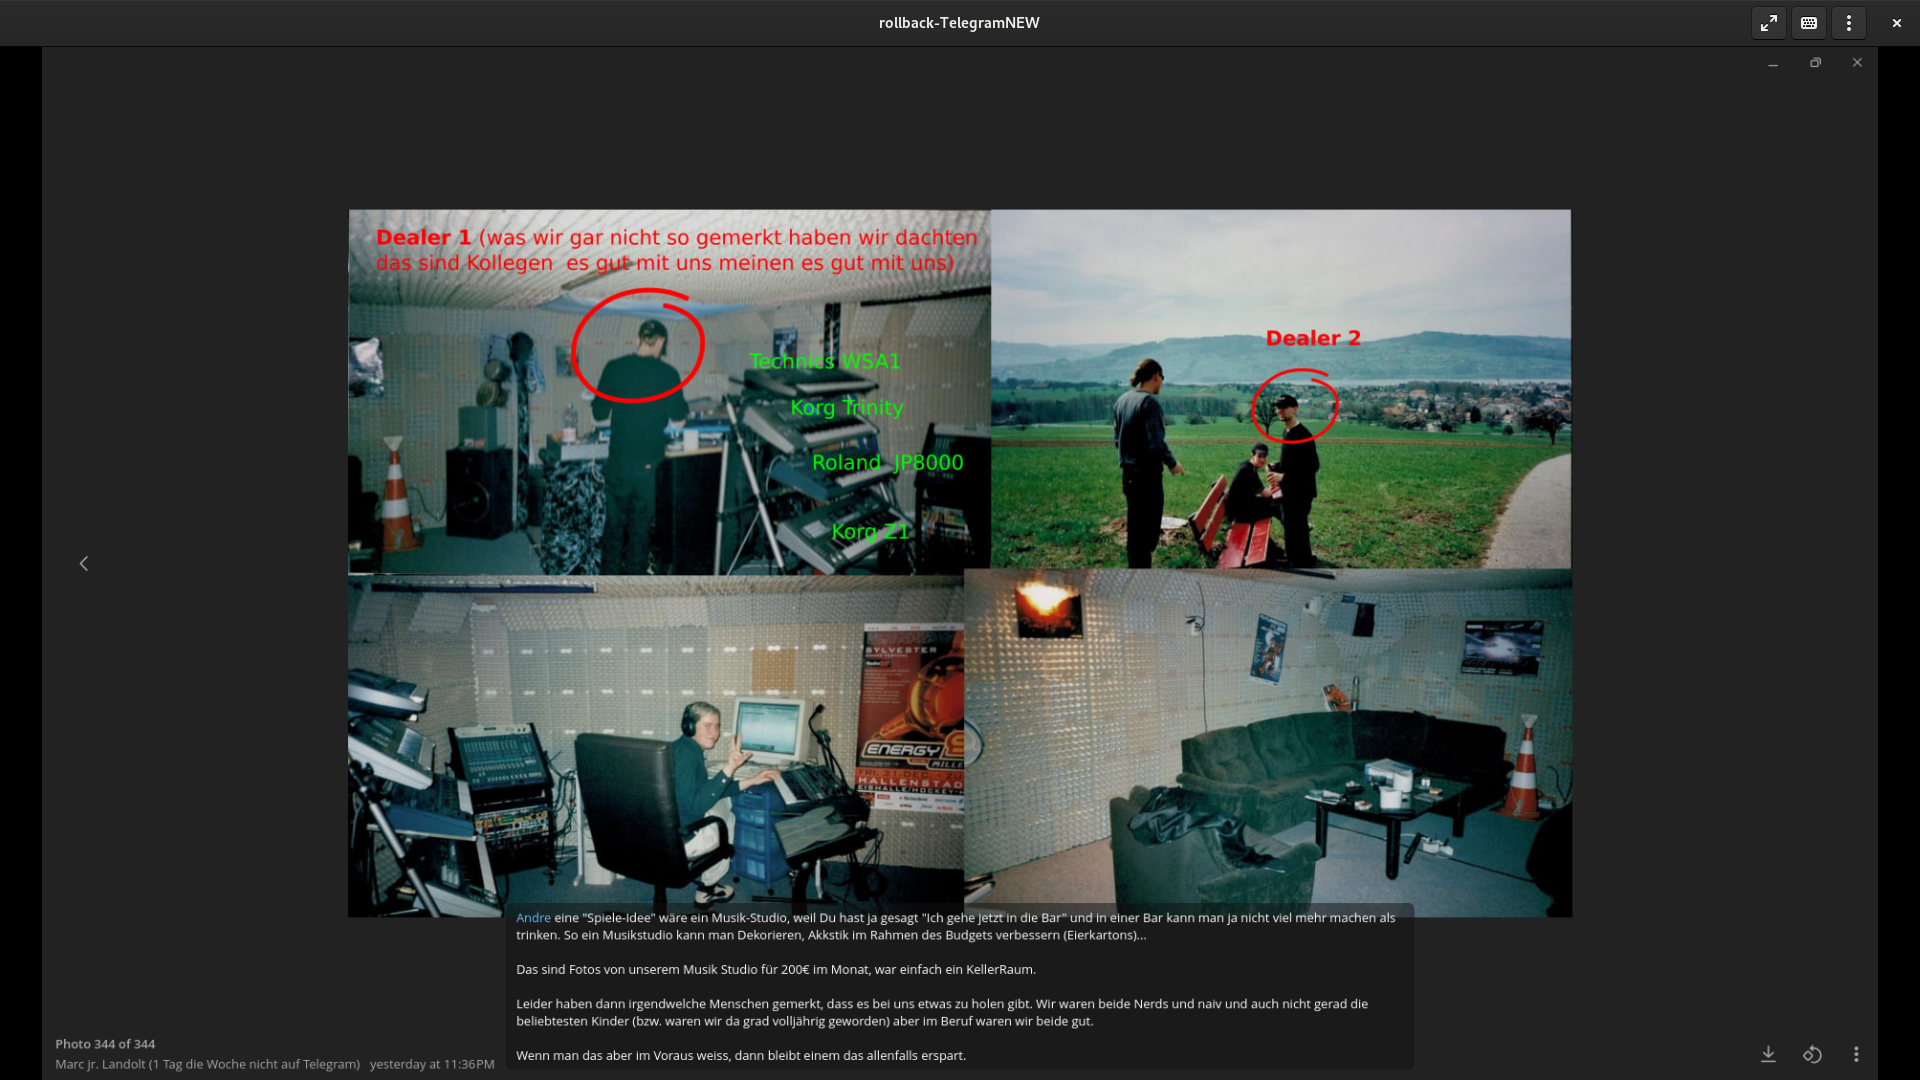 rollback-TelegramNEW
Dealer 1 (was wir gar nicht so gemerkt haben wir dachten
das sind Kollegen  es gut mit uns meinen es gut mit uns)
Dealer 2
Technics WSA1
Korg Trinity
Roland  JP8000
Korg Z1
SYLVESTER
ENERGY
MILLE
FRI 31.DEC.
HALLENSTAD
Andre eine "Spiele-Idee" wäre ein Musik-Studio, weil Du hast ja gesagt "Ich gehe jetzt in die Bar" und in einer Bar kann man ja nicht viel mehr machen als
trinken. So ein Musikstudio kann man Dekorieren, Akkstik im Rahmen des Budgets verbessern (Eierkartons)...
Das sind Fotos von unserem Musik Studio für 200€ im Monat, war einfach ein KellerRaum.
Leider haben dann irgendwelche Menschen gemerkt, dass es bei uns etwas zu holen gibt. Wir waren beide Nerds und naiv und auch nicht gerad die
beliebtesten Kinder (bzw. waren wir da grad volljährig geworden) aber im Beruf waren wir beide gut.
Wenn man das aber im Voraus weiss, dann bleibt einem das allenfalls erspart.
Photo 344 of 344
Marc jr. Landolt (1 Tag die Woche nicht auf Telegram)   yesterday at 11:36PM